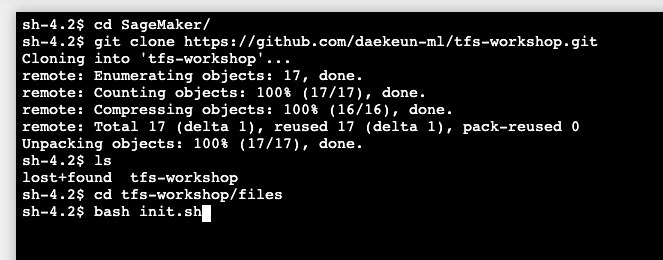 sh-4.2$ cd SageMaker/
sh-4.2$ git clone https://github.com/daekeun-ml/tfs-workshop.git
Cloning into 'tfs-workshop'...
remote: Enumerating objects: 17, done.
remote: Counting objects: 100% (17/17), done.
remote: Compressing objects: 100% (16/16), done.
remote: Total 17 (delta 1), reused 17 (delta 1), pack-reused 0
Unpacking objects: 100% (17/17), done.
sh-4.2$ ls
lost+found  tfs-workshop
sh-4.2$ cd tfs-workshop/files
sh-4.2$ bash init.sh